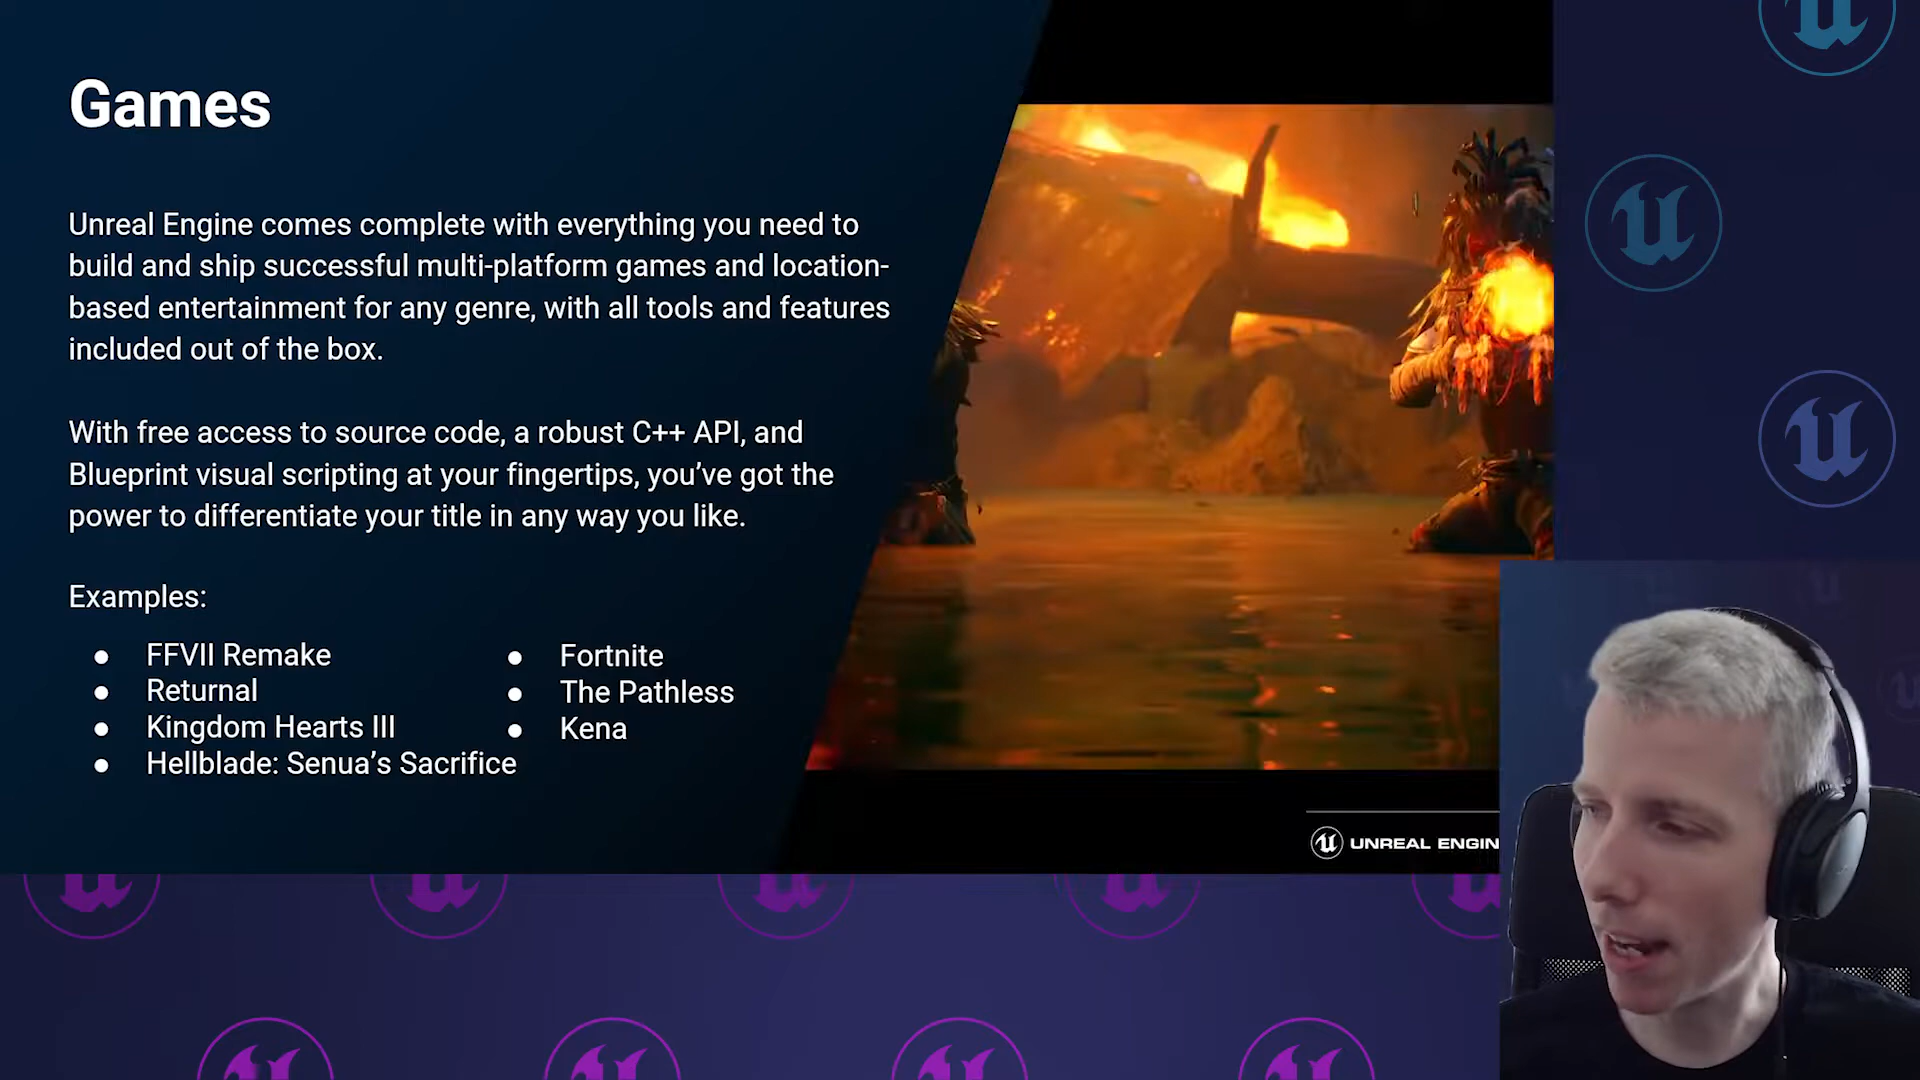 Games
Unreal Engine comes complete with everything you need to
build and ship successful multi-platform games and location-
based entertainment for any genre, with all tools and features
included out of the box.
With free access to source code, a robust C++ API, and
Blueprint visual scripting at your fingertips, you’ve got the
power to differentiate your title in any way you like.
Examples:
● FFVII Remake
● Returnal
● Kingdom Hearts III
● Hellblade: Senua’s Sacrifice
● Fortnite
● The Pathless
● Kena
UNREAL ENGIN